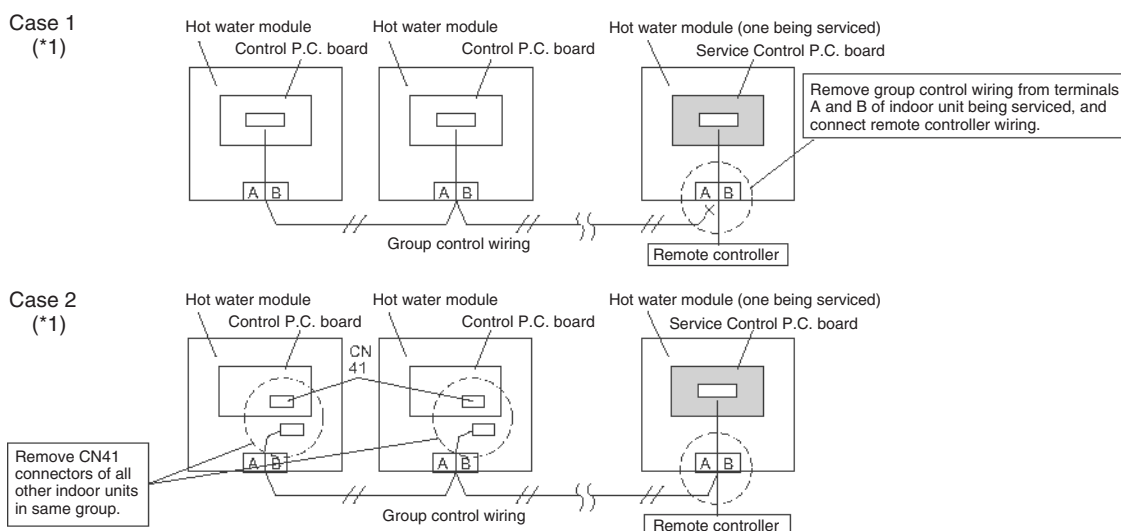 Case 1
(*1)
Hot water module
Control P.C. board
Hot water module
Control P.C. board
Hot water module (one being serviced)
Service Control P.C. board
Remove group control wiring from terminals
A and B of indoor unit being serviced, and
connect remote controller wiring.
A B
A B
A B
Group control wiring
Remote controller
Case 2
(*1)
Hot water module
Control P.C. board
Hot water module
Control P.C. board
Hot water module (one being serviced)
Service Control P.C. board
CN
41
Remove CN41
connectors of all
other indoor units
in same group.
A B
A B
A B
Group control wiring
Remote controller